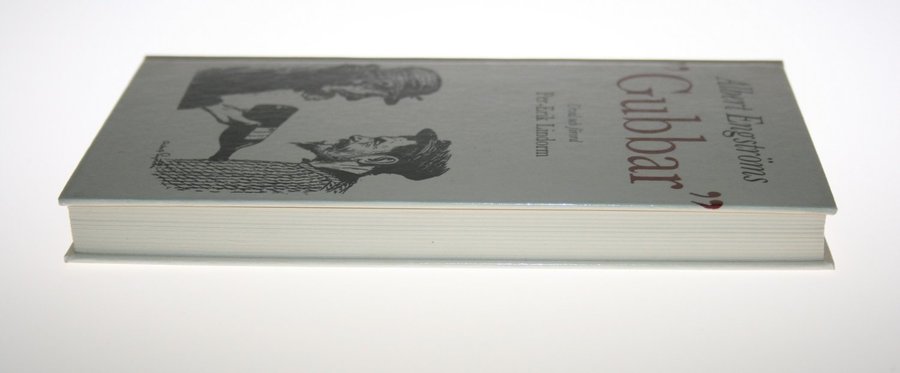 Albert Engströms
"Gubbar"
Urval och förord
Per-Erik Lindorm